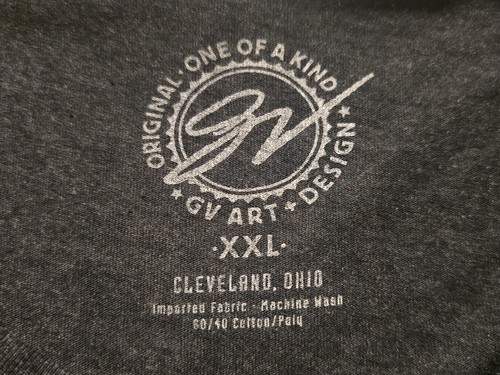 ORIGINAL · ONE OF A KIND
GV
★ GV ART + DESIGN ★
·XXL·
CLEVELAND, OHIO
Imported Fabric - Machine Wash
60/40 Cotton/Poly